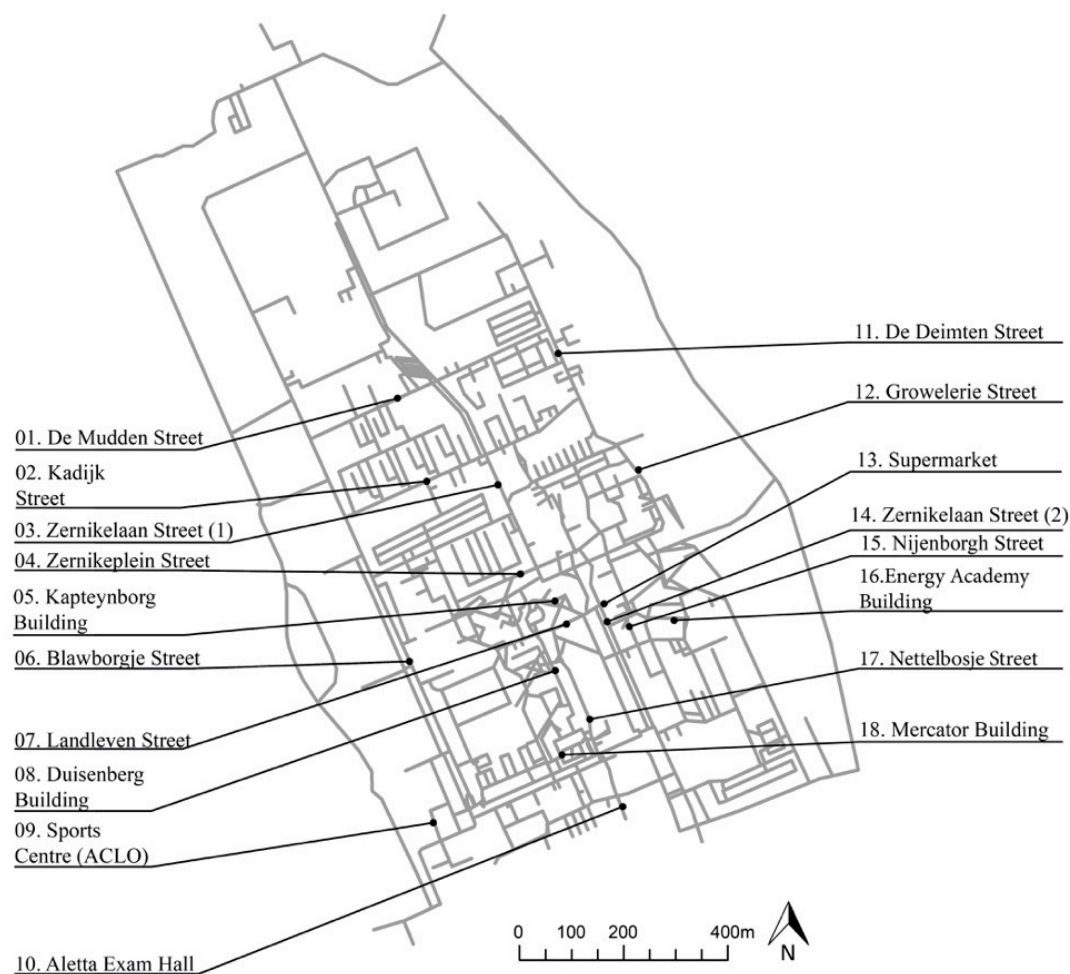 01. De Mudden Street
02. Kadijk
Street
03. Zernikelaan Street (1)
04. Zernikeplein Street
05. Kapteynborg
Building
06. Blawborgje Street
07. Landleven Street
08. Duisenberg
Building
09. Sports
Centre (ACLO)
10. Aletta Exam Hall
11. De Deimten Street
12. Growelerie Street
13. Supermarket
14. Zernikelaan Street (2)
15. Nijenborgh Street
16.Energy Academy
Building
17. Nettelbosje Street
18. Mercator Building
0 100 200 400m
N